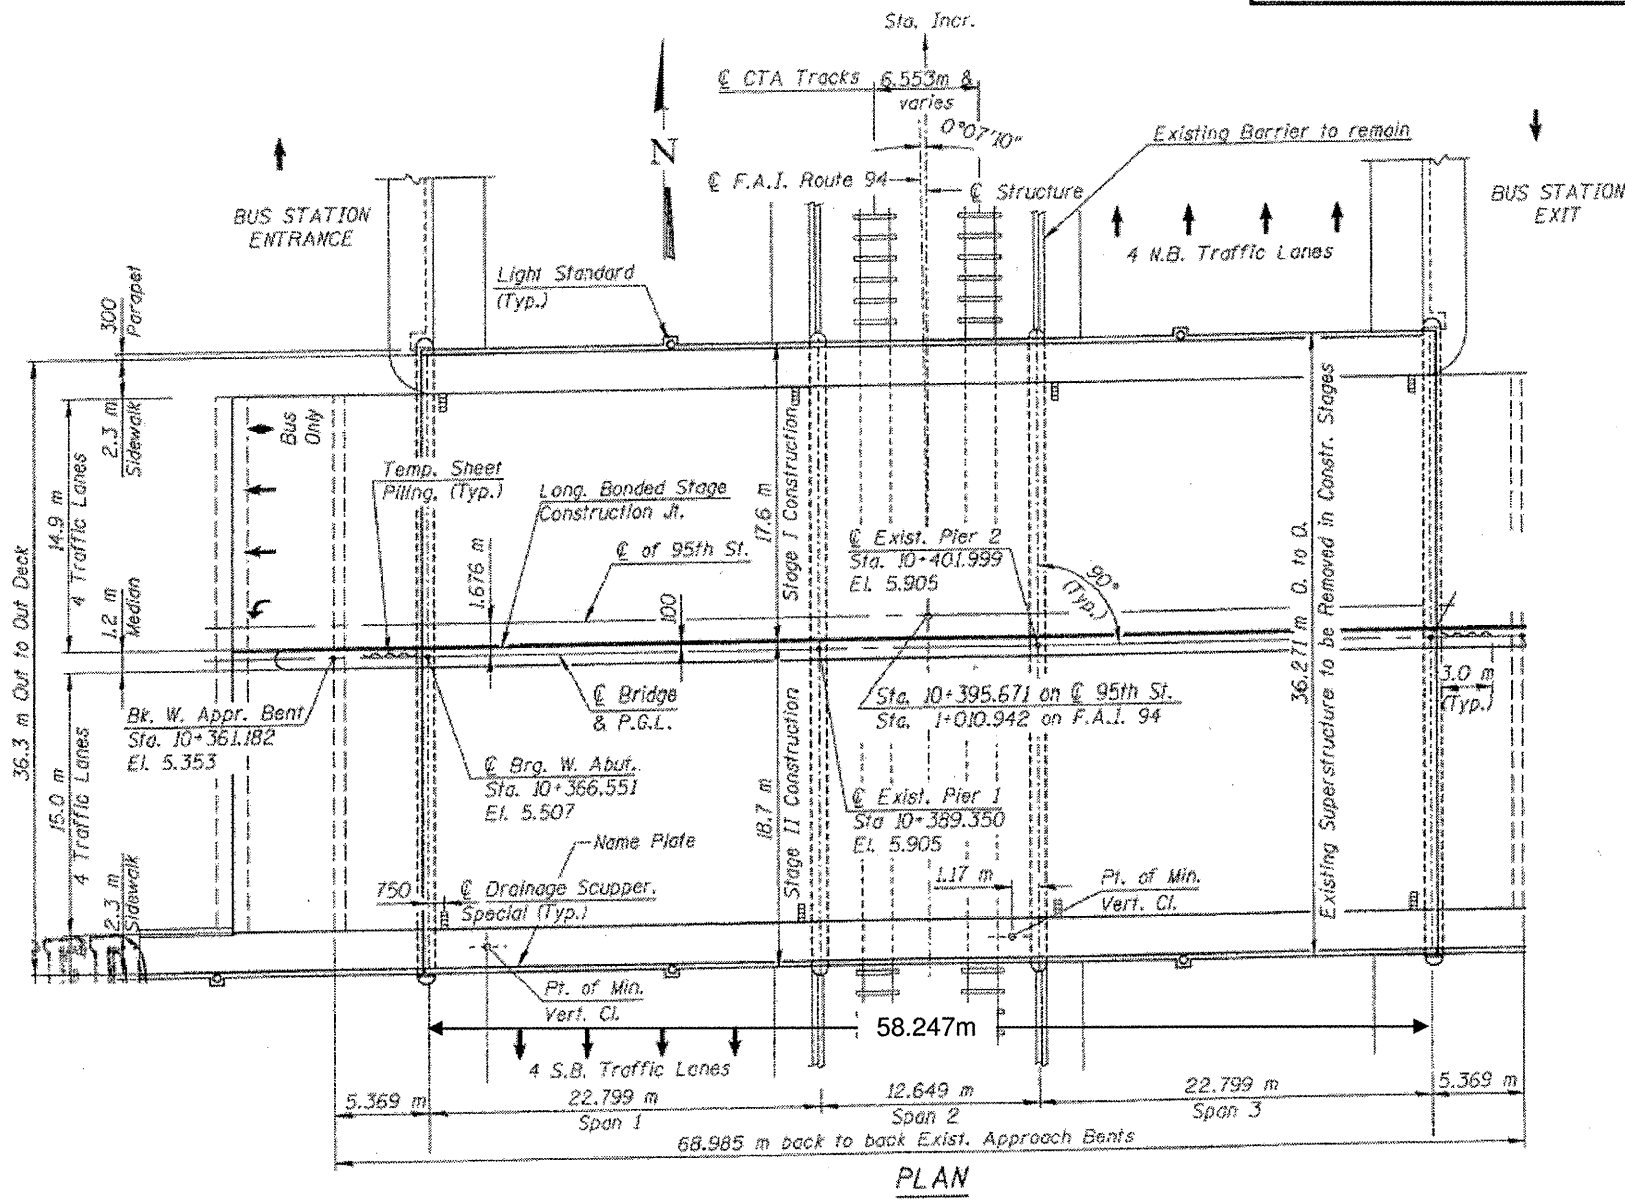 Sta. Incr.
℄ CTA Tracks
6.553m &
varies
0°07'10"
Existing Barrier to remain
N
℄ F.A.I. Route 94
℄ Structure
BUS STATION
ENTRANCE
BUS STATION
EXIT
4 N.B. Traffic Lanes
Light Standard
(Typ.)
300
Parapet
2.3 m
Sidewalk
Bus
Only
14.9 m
4 Traffic Lanes
36.3 m Out to Out Deck
1.2 m
Median
15.0 m
4 Traffic Lanes
2.3 m
Sidewalk
Temp. Sheet
Piling, (Typ.)
Long. Bonded Stage
Construction Jt.
℄ of 95th St.
1.676 m
100
17.6 m
Stage I Construction
℄ Exist. Pier 2
Sta. 10+401.999
El. 5.905
90°
(Typ.)
36.271 m O. to O.
Existing Superstructure to be Removed in Constr. Stages
℄ Bridge
& P.G.L.
Sta. 10+395.671 on ℄ 95th St.
Sta. 1+010.942 on F.A.I. 94
3.0 m
(Typ.)
Bk. W. Appr. Bent
Sta. 10+361.182
El. 5.353
℄ Brg. W. Abut.
Sta. 10+366.551
El. 5.507
18.7 m
Stage II Construction
℄ Exist. Pier 1
Sta 10+389.350
El. 5.905
Name Plate
750
℄ Drainage Scupper,
Special (Typ.)
1.17 m
Pt. of Min.
Vert. Cl.
Pt. of Min.
Vert. Cl.
58.247m
4 S.B. Traffic Lanes
5.369 m
22.799 m
Span 1
12.649 m
Span 2
22.799 m
Span 3
5.369 m
68.985 m back to back Exist. Approach Bents
PLAN